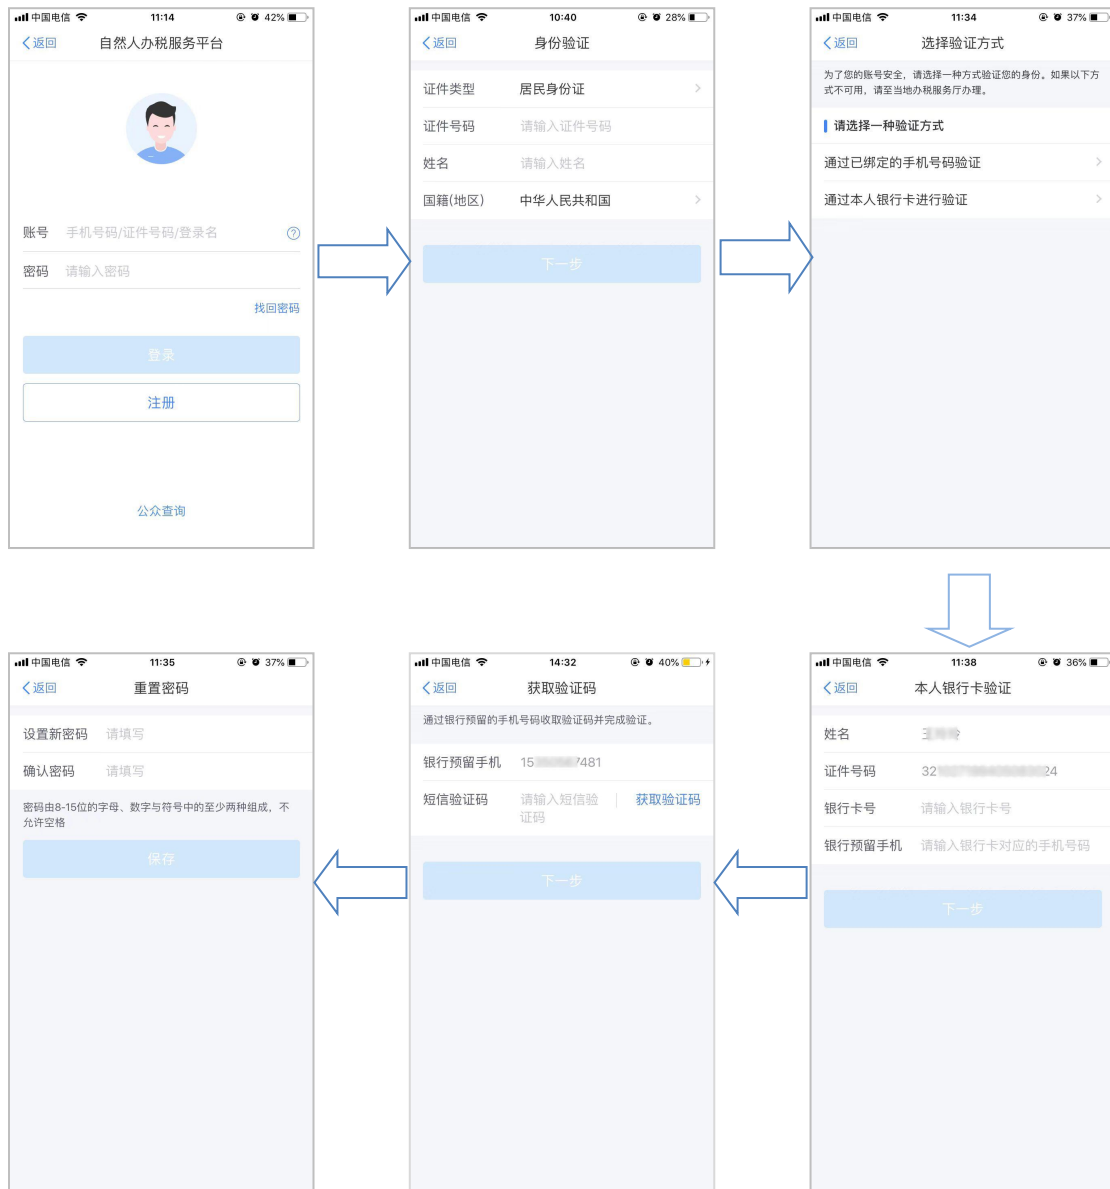 中国电信 11:14 42%
返回 自然人办税服务平台
账号 手机号码/证件号码/登录名
密码 请输入密码
找回密码
登录
注册
公众查询
中国电信 10:40 28%
返回 身份验证
证件类型 居民身份证
证件号码 请输入证件号码
姓名 请输入姓名
国籍(地区) 中华人民共和国
下一步
中国电信 11:34 37%
返回 选择验证方式
为了您的账号安全，请选择一种方式验证您的身份。如果以下方
式不可用，请至当地办税服务厅办理。
请选择一种验证方式
通过已绑定的手机号码验证
通过本人银行卡进行验证
中国电信 11:38 36%
返回 本人银行卡验证
姓名
证件号码 32 24
银行卡号 请输入银行卡号
银行预留手机 请输入银行卡对应的手机号码
下一步
中国电信 14:32 40%
返回 获取验证码
通过银行预留的手机号码收取验证码并完成验证。
银行预留手机 15 7481
短信验证码 请输入短信验 获取验证码
证码
下一步
中国电信 11:35 37%
返回 重置密码
设置新密码 请填写
确认密码 请填写
密码由8-15位的字母、数字与符号中的至少两种组成，不
允许空格
保存